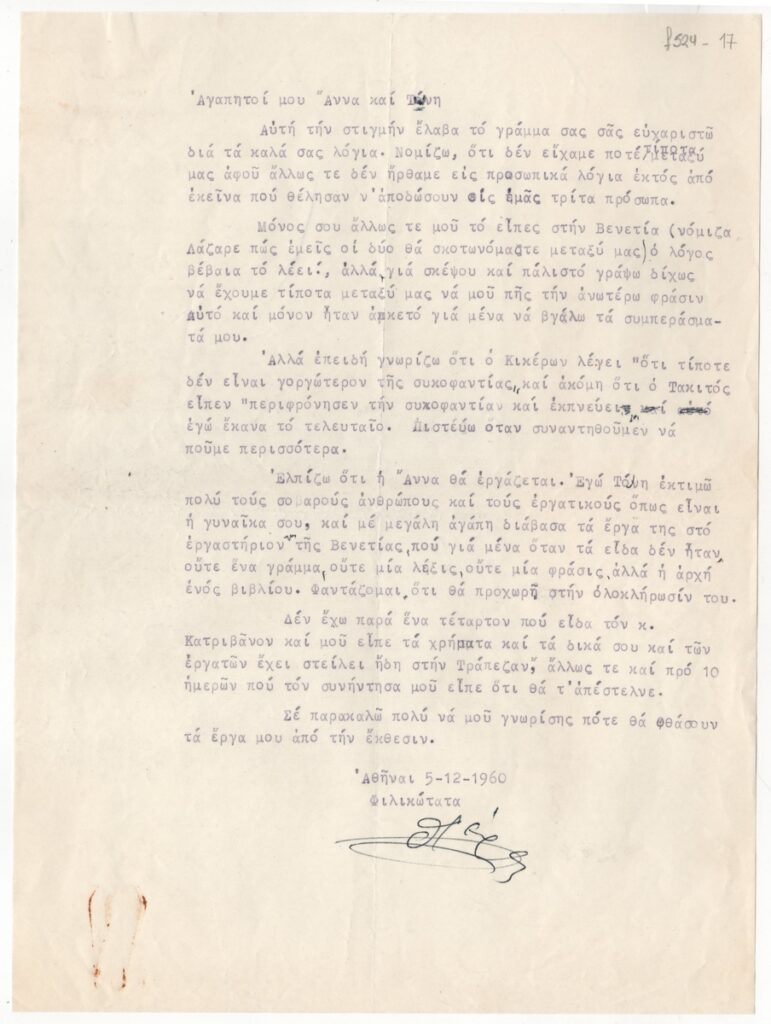 f524 - 17
Ἀγαπητοί μου Ἄννα καί Τώνη
Αὐτή τήν στιγμήν ἔλαβα τό γράμμα σας σᾶς εὐχαριστῶ
διά τά καλά σας λόγια. Νομίζω, ὅτι δέν εἴχαμε ποτέ τίποτα μεταξύ
μας ἀφοῦ ἄλλως τε δέν ἤρθαμε εἰς προσωπικά λόγια ἐκτός ἀπό
ἐκεῖνα πού θέλησαν ν'ἀποδώσουν εἰς ἡμᾶς τρίτα πρόσωπα.
Μόνος σου ἄλλως τε μοῦ τό εἶπες στήν Βενετία (νόμιζα
Λάζαρε πώς ἐμεῖς οἱ δύο θά σκοτωνόμαστε μεταξύ μας) ὁ λόγος
βέβαια τό λέει!, ἀλλά, γιά σκέψου καί πάλιστό γράφω δίχως
νά ἔχουμε τίποτα μεταξύ μας νά μοῦ πῆς τήν ἀνωτέρω φράσιν
Αὐτό καί μόνον ἦταν ἀρκετό γιά μένα νά βγάλω τά συμπεράσμα-
τά μου.
Ἀλλά ἐπειδή γνωρίζω ὅτι ὁ Κικέρων λέγει "ὅτι τίποτε
δέν εἶναι γοργώτερον τῆς συκοφαντίας" καί ἀκόμη ὅτι ὁ Τακιτός
εἶπεν "περιφρόνησεν τήν συκοφαντίαν καί ἐκπνέυει"
ἐγώ ἔκανα τό τελευταῖο. Πιστέυω ὅταν συναντηθοῦμεν νά
ποῦμε περισσότερα.
Ἐλπίζω ὅτι ἡ Ἄννα θά ἐργάζεται. Ἐγώ Τώνη ἐκτιμῶ
πολύ τούς σοβαρούς ἀνθρώπους καί τούς ἐργατικούς ὅπως εἶναι
ἡ γυναῖκα σου, καί μέ μεγάλη ἀγάπη διάβασα τά ἔργα της στό
ἐργαστήριον τῆς Βενετίας, πού γιά μένα ὅταν τά εἶδα δέν ἦταν,
οὔτε ἕνα γράμμα, οὔτε μία λέξις, οὔτε μία φράσις, ἀλλά ἡ ἀρχή
ἑνός βιβλίου. Φαντάζομαι, ὅτι θά προχωρῆ στήν ὁλοκλήρωσίν του.
Δέν ἔχω παρά ἕνα τέταρτον πού εἶδα τόν κ.
Κατριβᾶνον καί μοῦ εἶπε τά χρήματα καί τά δικά σου καί τῶν
ἐργατῶν ἔχει στείλει ἤδη στήν Τράπεζαν, ἄλλως τε καί πρό 10
ἡμερῶν πού τόν συνήντησα μοῦ εἶπε ὅτι θά τ'ἀπέστελνε.
Σέ παρακαλῶ πολύ νά μοῦ γνωρίσης πότε θά φθάσουν
τά ἔργα μου ἀπό τήν ἔκθεσιν.
Ἀθῆναι 5-12-1960
Φιλικώτατα